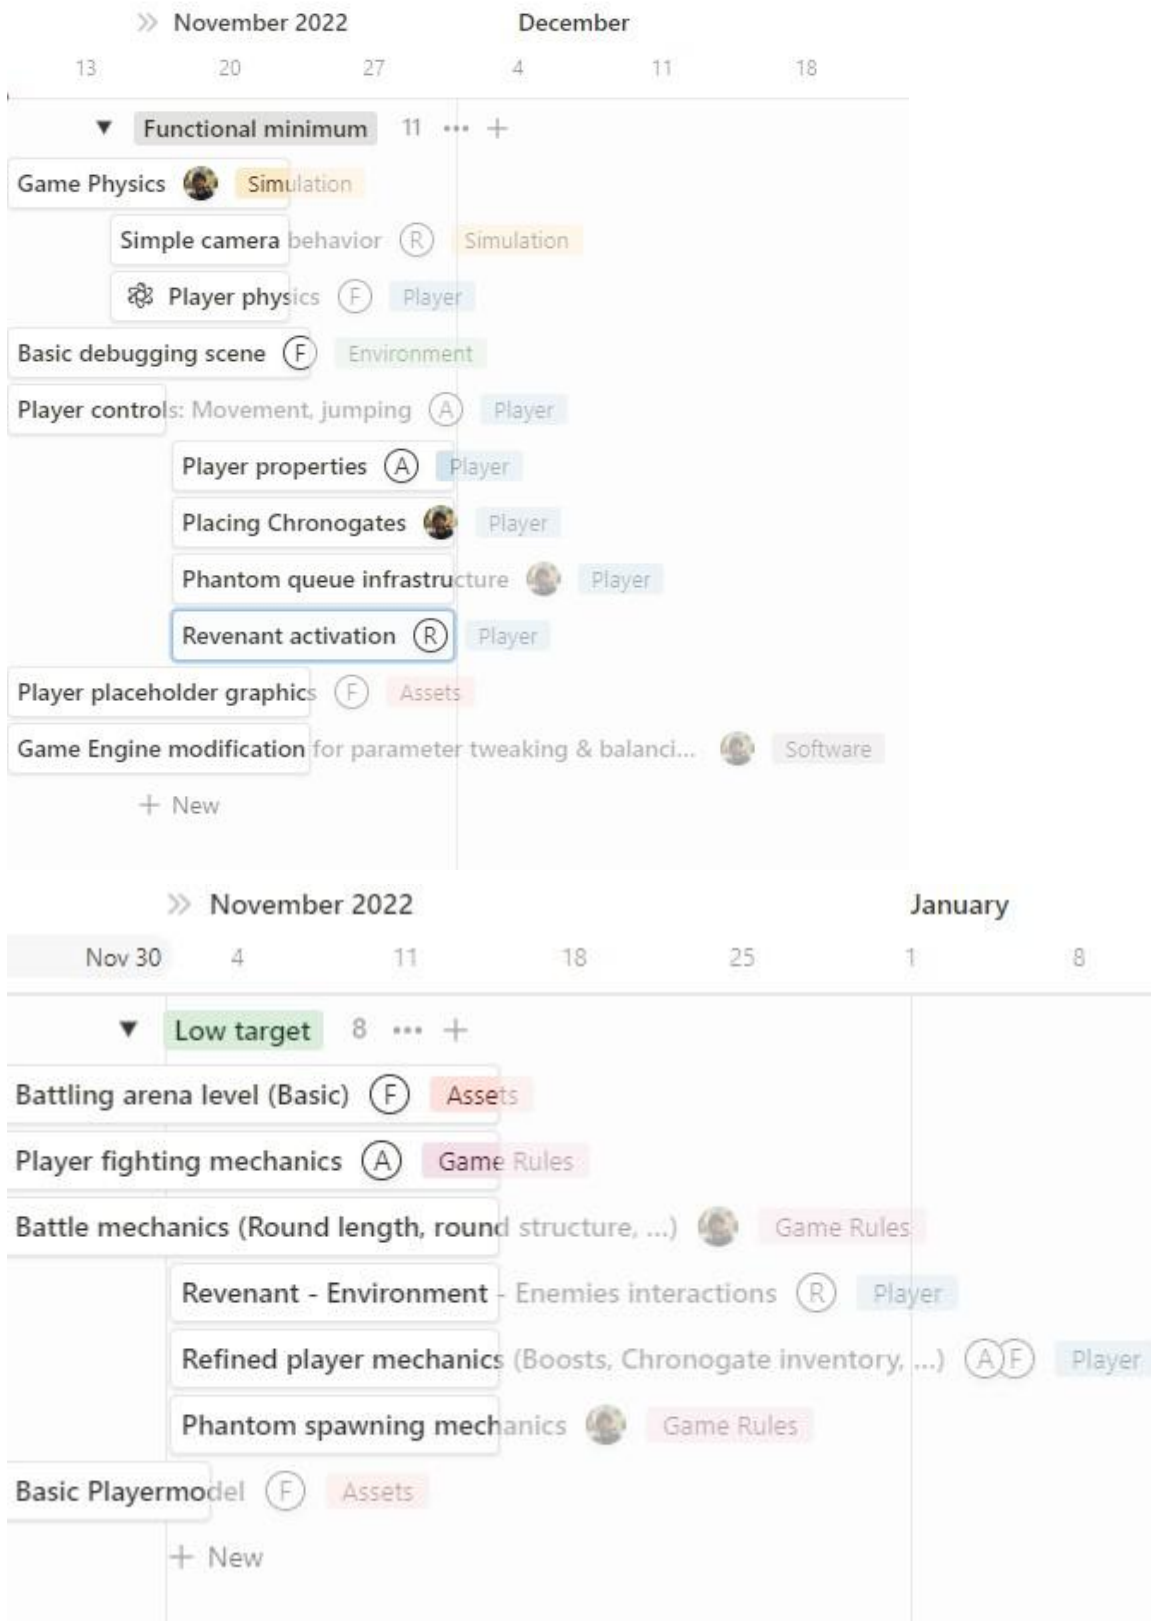 » November 2022 December
13 20 27 4 11 18
▼ Functional minimum 11 ••• +
Game Physics Simulation
Simple camera behavior R Simulation
Player physics F Player
Basic debugging scene F Environment
Player controls: Movement, jumping A Player
Player properties A Player
Placing Chronogates Player
Phantom queue infrastructure Player
Revenant activation R Player
Player placeholder graphics F Assets
Game Engine modification for parameter tweaking & balanci... Software
+ New
» November 2022 January
Nov 30 4 11 18 25 1 8
▼ Low target 8 ••• +
Battling arena level (Basic) F Assets
Player fighting mechanics A Game Rules
Battle mechanics (Round length, round structure, ...) Game Rules
Revenant - Environment - Enemies interactions R Player
Refined player mechanics (Boosts, Chronogate inventory, ...) A F Player
Phantom spawning mechanics Game Rules
Basic Playermodel F Assets
+ New